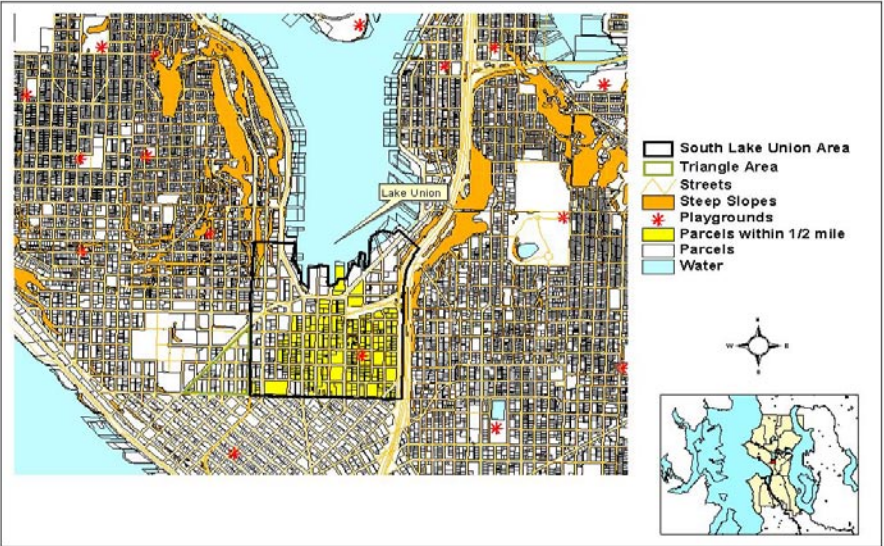 Lake Union
South Lake Union Area
Triangle Area
Streets
Steep Slopes
Playgrounds
Parcels within 1/2 mile
Parcels
Water
N
W E
S